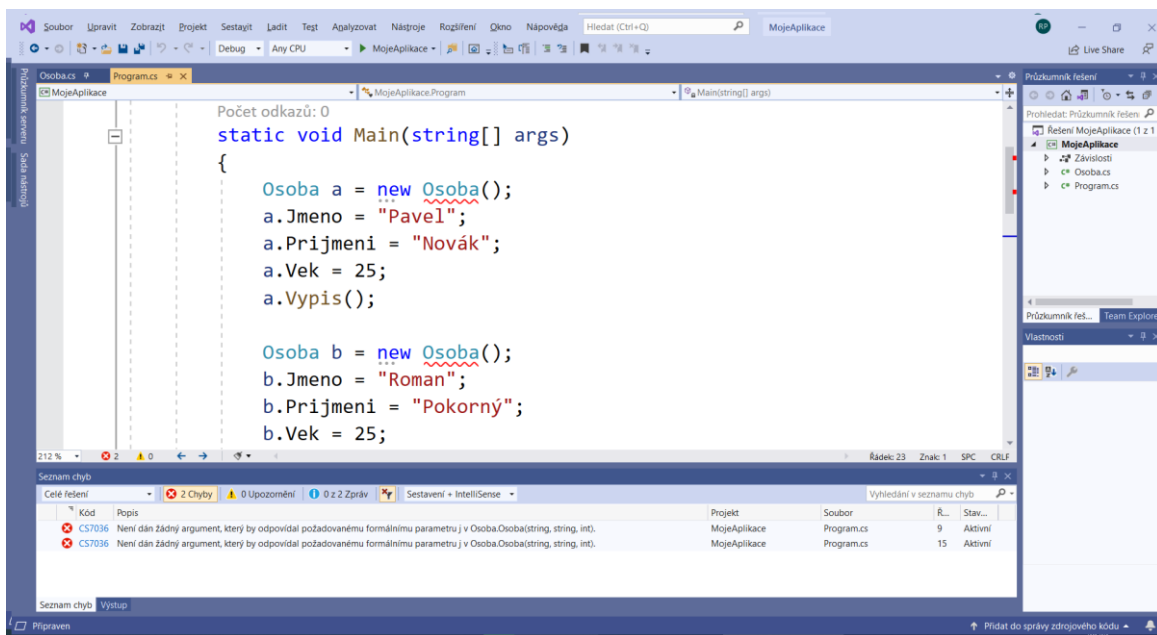 Soubor Upravit Zobrazit Projekt Sestavit Ladit Test Analyzovat Nástroje Rozšíření Okno Nápověda Hledat (Ctrl+Q) MojeAplikace RP
Debug Any CPU MojeAplikace Live Share
Průzkumník serveru
Sada nástrojů
Osoba.cs Program.cs
MojeAplikace MojeAplikace.Program Main(string[] args)
Počet odkazů: 0
static void Main(string[] args)
{
Osoba a = new Osoba();
a.Jmeno = "Pavel";
a.Prijmeni = "Novák";
a.Vek = 25;
a.Vypis();
Osoba b = new Osoba();
b.Jmeno = "Roman";
b.Prijmeni = "Pokorný";
b.Vek = 25;
212 % 2 0 Řádek: 23 Znak: 1 SPC CRLF
Průzkumník řešení
Prohledat: Průzkumník řešení
Řešení MojeAplikace (1 z 1
MojeAplikace
Závislosti
C# Osoba.cs
C# Program.cs
Průzkumník řeš... Team Explore
Vlastnosti
Seznam chyb
Celé řešení 2 Chyby 0 Upozornění 0 z 2 Zpráv Sestavení + IntelliSense Vyhledání v seznamu chyb
Kód Popis Projekt Soubor Ř... Stav...
CS7036 Není dán žádný argument, který by odpovídal požadovanému formálnímu parametru j v Osoba.Osoba(string, string, int). MojeAplikace Program.cs 9 Aktivní
CS7036 Není dán žádný argument, který by odpovídal požadovanému formálnímu parametru j v Osoba.Osoba(string, string, int). MojeAplikace Program.cs 15 Aktivní
Seznam chyb Výstup
Připraven Přidat do správy zdrojového kódu